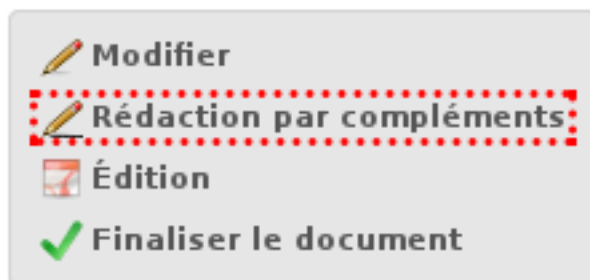 Modifier
Rédaction par compléments
Édition
Finaliser le document